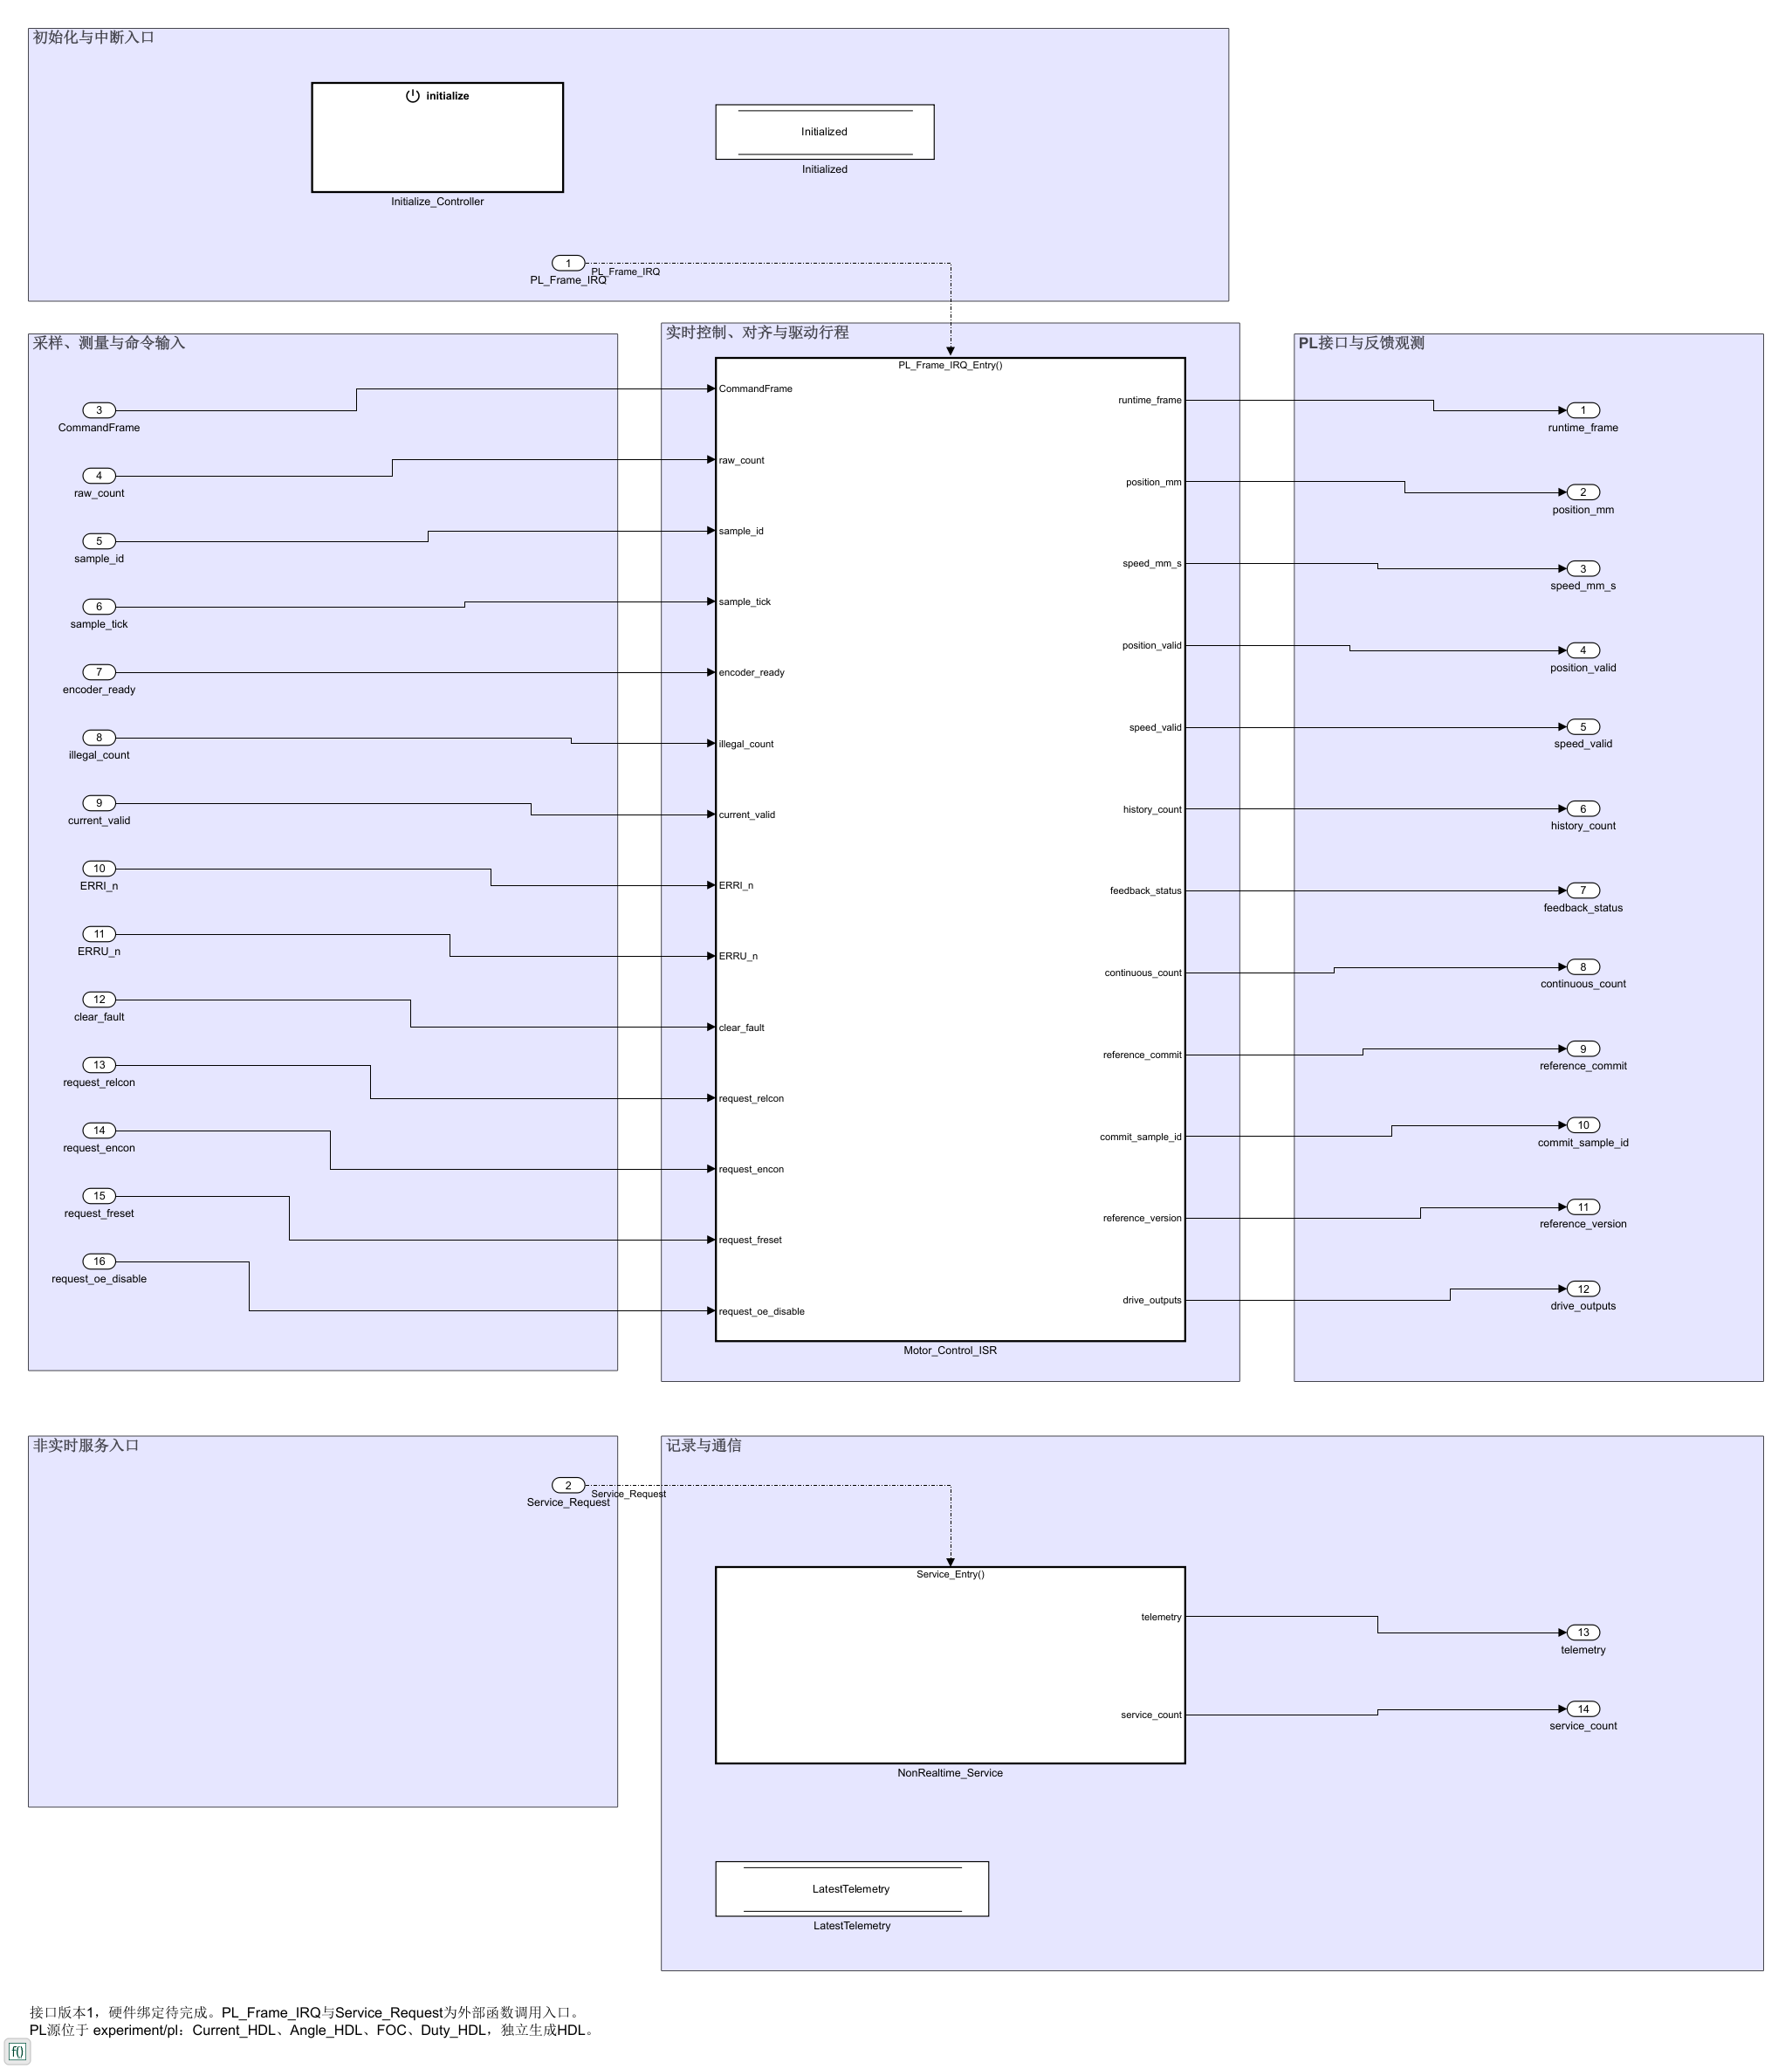 初始化与中断入口
initialize
Initialize_Controller
Initialized
Initialized
1
PL_Frame_IRQ
PL_Frame_IRQ
采样、测量与命令输入
3
CommandFrame
4
raw_count
5
sample_id
6
sample_tick
7
encoder_ready
8
illegal_count
9
current_valid
10
ERRI_n
11
ERRU_n
12
clear_fault
13
request_relcon
14
request_encon
15
request_freset
16
request_oe_disable
实时控制、对齐与驱动行程
PL_Frame_IRQ_Entry()
CommandFrame
raw_count
sample_id
sample_tick
encoder_ready
illegal_count
current_valid
ERRI_n
ERRU_n
clear_fault
request_relcon
request_encon
request_freset
request_oe_disable
runtime_frame
position_mm
speed_mm_s
position_valid
speed_valid
history_count
feedback_status
continuous_count
reference_commit
commit_sample_id
reference_version
drive_outputs
Motor_Control_ISR
PL接口与反馈观测
1
runtime_frame
2
position_mm
3
speed_mm_s
4
position_valid
5
speed_valid
6
history_count
7
feedback_status
8
continuous_count
9
reference_commit
10
commit_sample_id
11
reference_version
12
drive_outputs
非实时服务入口
2
Service_Request
Service_Request
记录与通信
Service_Entry()
telemetry
service_count
NonRealtime_Service
13
telemetry
14
service_count
LatestTelemetry
LatestTelemetry
接口版本1，硬件绑定待完成。PL_Frame_IRQ与Service_Request为外部函数调用入口。
PL源位于 experiment/pl：Current_HDL、Angle_HDL、FOC、Duty_HDL，独立生成HDL。
f()